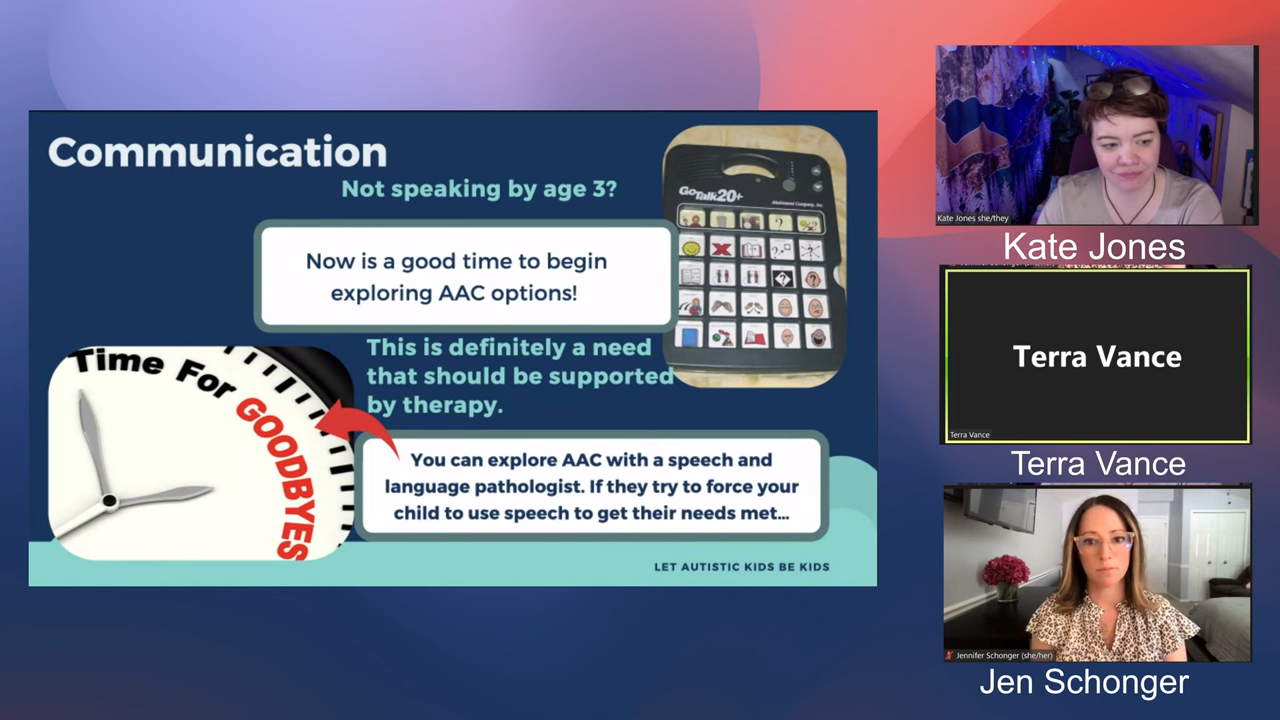 Communication
Not speaking by age 3?
Now is a good time to begin
exploring AAC options!
GoTalk20+
Attainment Company, Inc.
This is definitely a need
that should be supported
by therapy.
Time For
GOODBYES
You can explore AAC with a speech and
language pathologist. If they try to force your
child to use speech to get their needs met...
LET AUTISTIC KIDS BE KIDS
Kate Jones she/they
Kate Jones
Terra Vance
Terra Vance
Terra Vance
Jennifer Schonger (she/her)
Jen Schonger